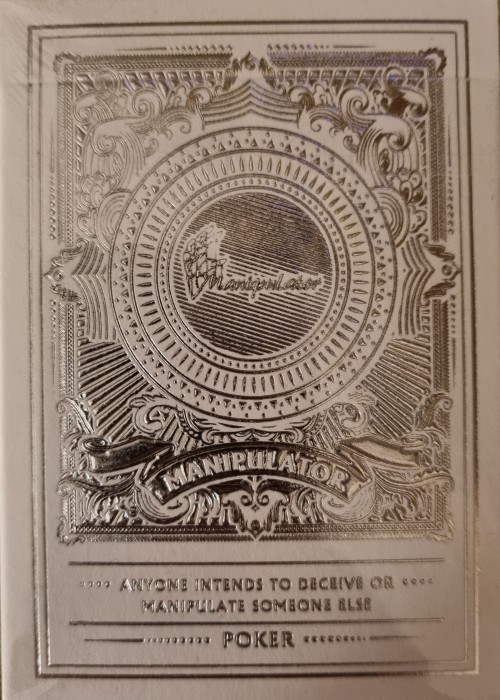 Manipulator
MANIPULATOR
ANYONE INTENDS TO DECEIVE OR
MANIPULATE SOMEONE ELSE
POKER